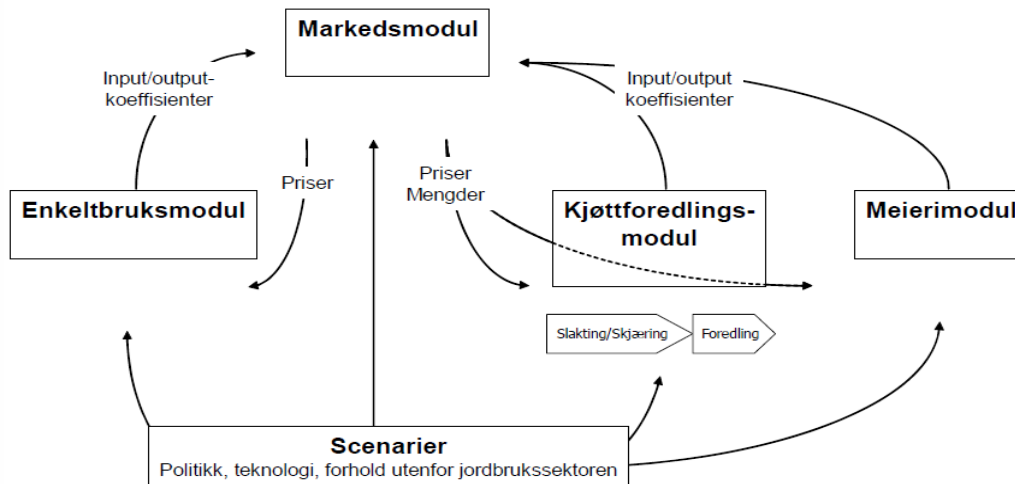 Markedsmodul
Input/output-
koeffisienter
Input/output
koeffisienter
Priser
Priser
Mengder
Enkeltbruksmodul
Kjøttforedlings-
modul
Meierimodul
Slakting/Skjæring
Foredling
Scenarier
Politikk, teknologi, forhold utenfor jordbrukssektoren